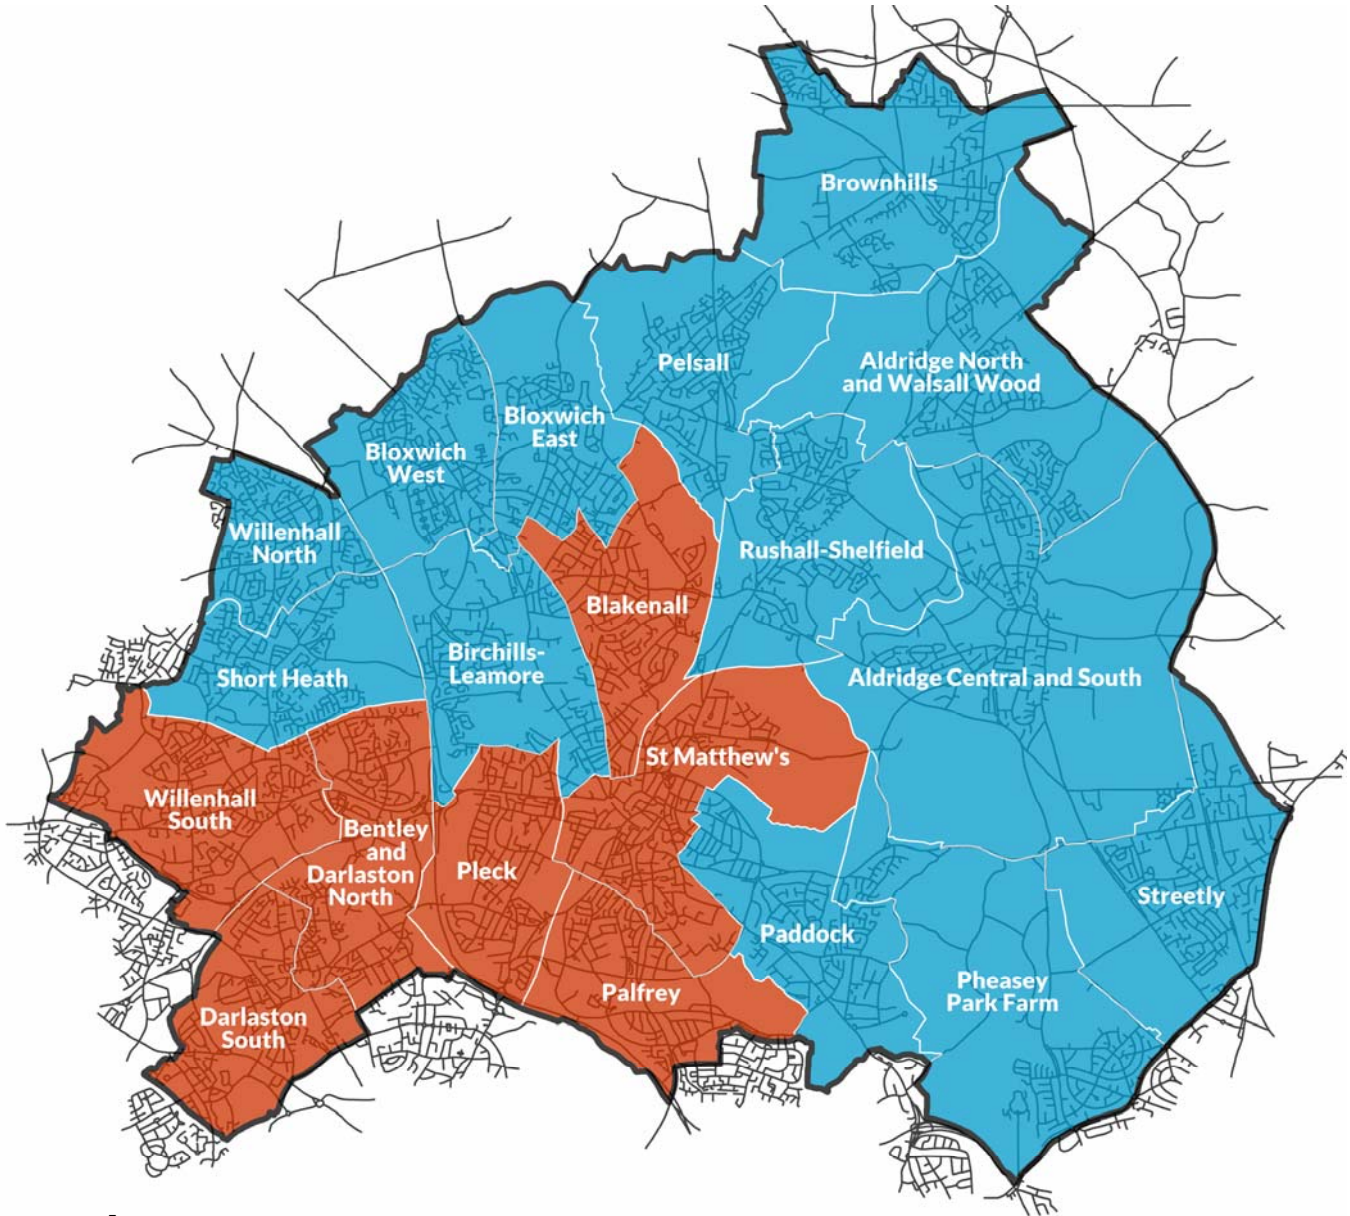 Brownhills
Pelsall
Aldridge North
and Walsall Wood
Bloxwich
East
Bloxwich
West
Willenhall
North
Rushall-Shelfield
Blakenall
Birchills-
Leamore
Short Heath
Aldridge Central and South
St Matthew's
Willenhall
South
Bentley
and
Darlaston
North
Pleck
Streetly
Paddock
Palfrey
Pheasey
Park Farm
Darlaston
South